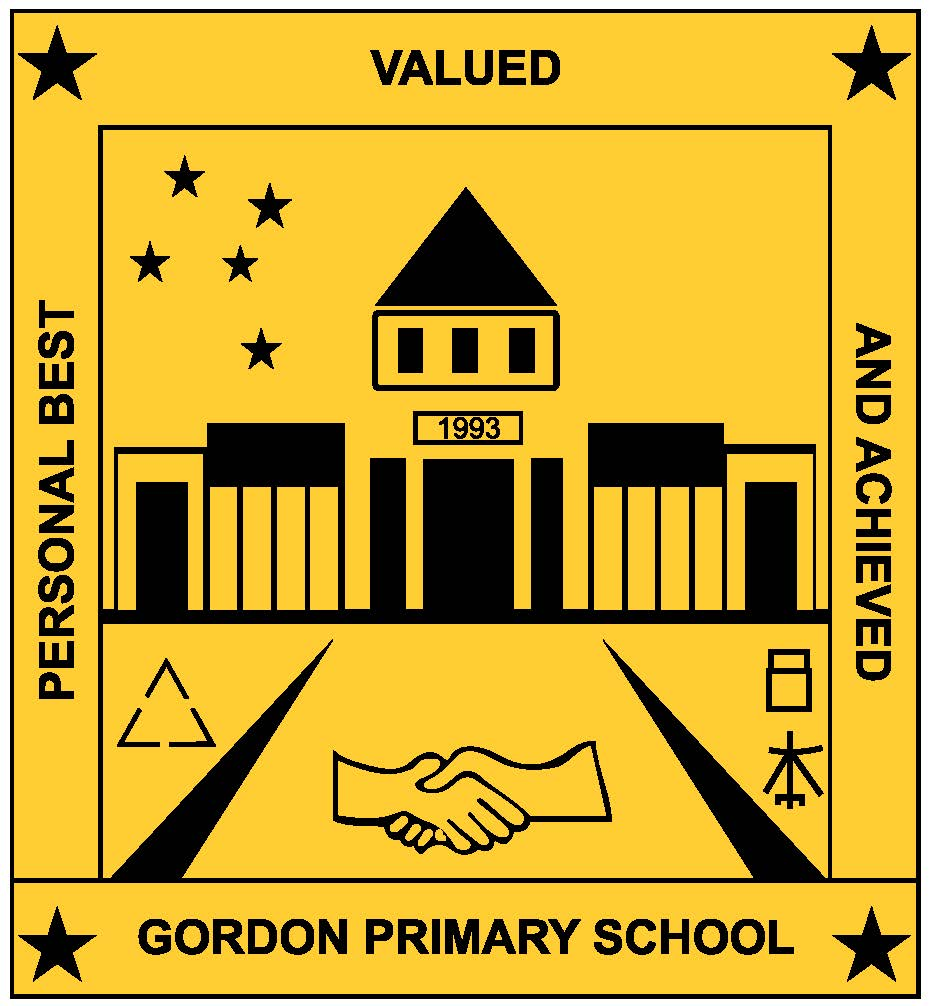 VALUED
PERSONAL BEST
AND ACHIEVED
1993
GORDON PRIMARY SCHOOL